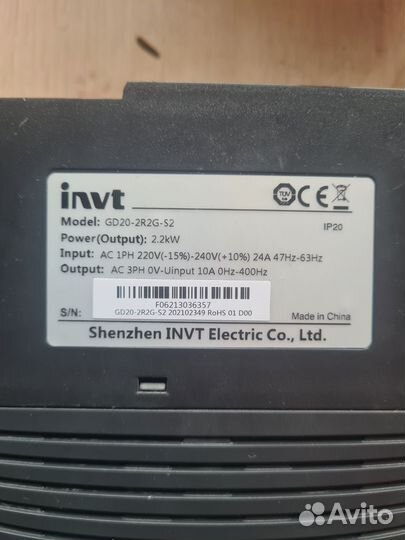 invt
TUV
CE
Model: GD20-2R2G-S2
IP20
Power(Output): 2.2kW
Input: AC 1PH 220V(-15%)-240V(+10%) 24A 47Hz-63Hz
Output: AC 3PH 0V-Uinput 10A 0Hz-400Hz
F06213036357
S/N:
GD20-2R2G-S2 202102349 RoHS 01 D00
Made in China
Shenzhen INVT Electric Co., Ltd.
Avito